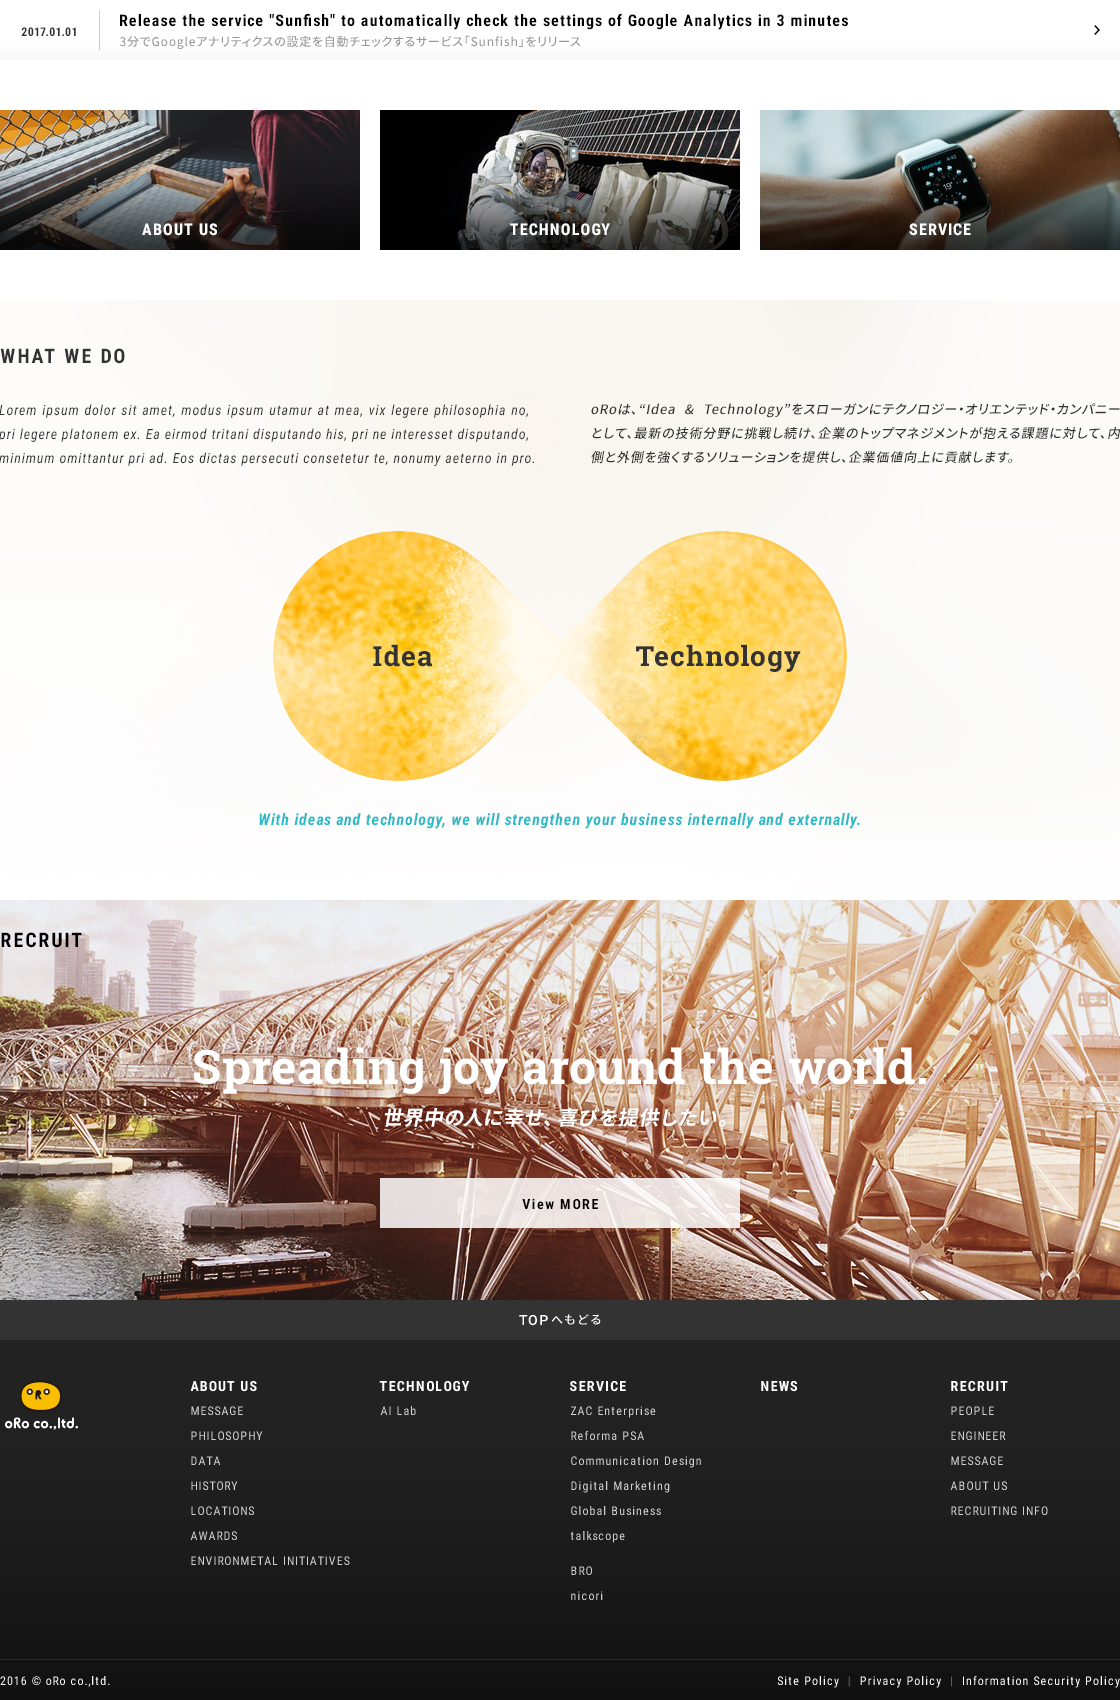 2017.01.01
Release the service "Sunfish" to automatically check the settings of Google Analytics in 3 minutes
3分でGoogleアナリティクスの設定を自動チェックするサービス「Sunfish」をリリース
ABOUT US
TECHNOLOGY
SERVICE
WHAT WE DO
Lorem ipsum dolor sit amet, modus ipsum utamur at mea, vix legere philosophia no,
pri legere platonem ex. Ea eirmod tritani disputando his, pri ne interesset disputando,
minimum omittantur pri ad. Eos dictas persecuti consetetur te, nonumy aeterno in pro.
oRoは、“Idea & Technology”をスローガンにテクノロジー・オリエンテッド・カンパニー
として、最新の技術分野に挑戦し続け、企業のトップマネジメントが抱える課題に対して、内
側と外側を強くするソリューションを提供し、企業価値向上に貢献します。
Idea
Technology
With ideas and technology, we will strengthen your business internally and externally.
RECRUIT
Spreading joy around the world.
世界中の人に幸せ、喜びを提供したい。
View MORE
TOPへもどる
oRo co.,ltd.
ABOUT US
MESSAGE
PHILOSOPHY
DATA
HISTORY
LOCATIONS
AWARDS
ENVIRONMETAL INITIATIVES
TECHNOLOGY
AI Lab
SERVICE
ZAC Enterprise
Reforma PSA
Communication Design
Digital Marketing
Global Business
talkscope
BRO
nicori
NEWS
RECRUIT
PEOPLE
ENGINEER
MESSAGE
ABOUT US
RECRUITING INFO
2016 © oRo co.,ltd.
Site Policy | Privacy Policy | Information Security Policy